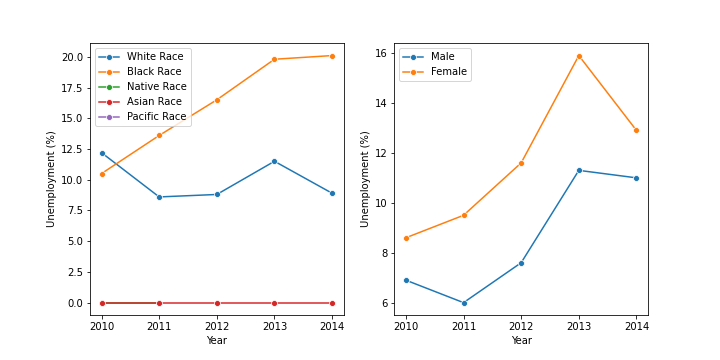 Unemployment (%)
20.0
17.5
15.0
12.5
10.0
7.5
5.0
2.5
0.0
White Race
Black Race
Native Race
Asian Race
Pacific Race
2010 2011 2012 2013 2014
Year
Unemployment (%)
16
14
12
10
8
6
Male
Female
2010 2011 2012 2013 2014
Year